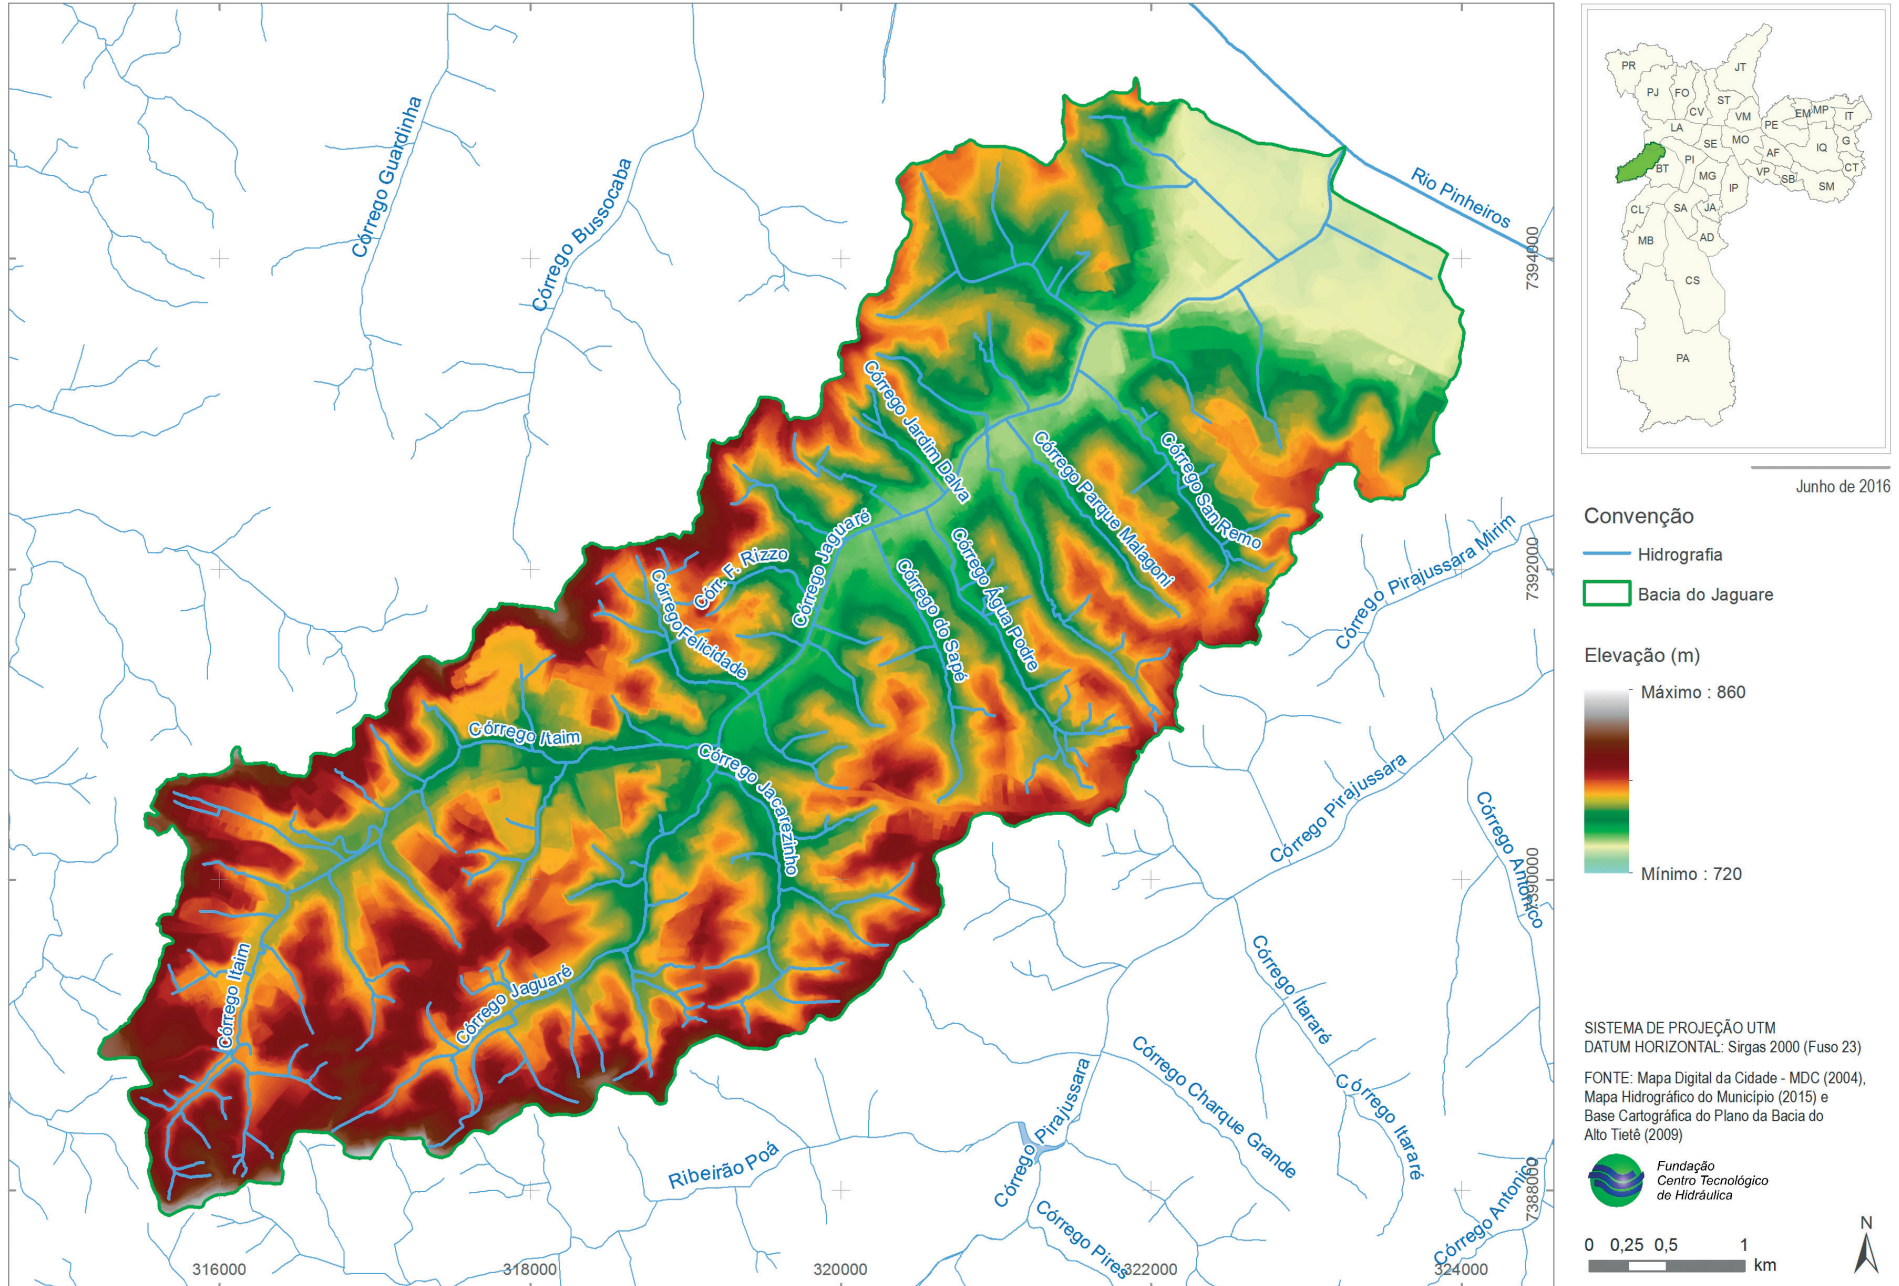 Córrego Guardinha
Córrego Bussocaba
Rio Pinheiros
7394000
Córrego Jardim Dalva
Córrego Parque Malagoni
Córrego San Remo
Córrego Jaguaré
Córr. F. Rizzo
Córrego Felicidade
Córrego do Sapé
Córrego Água Podre
Córrego Pirajussara Mirim
7392000
Córrego Itaim
Córrego Jacarezinho
Córrego Pirajussara
Córrego Antonico
7390000
Córrego Itaim
Córrego Jaguaré
Córrego Itararé
Córrego Charque Grande
Córrego Itararé
Córrego Pirajussara
Ribeirão Poá
Córrego Pires
Córrego Antonico
7388000
316000
318000
320000
322000
324000
PR
JT
PJ
FO
ST
CV
VM
EM
MP
IT
LA
PE
SE
MO
IQ
G
AF
BT
PI
MG
VP
SB
CT
IP
SM
CL
SA
JA
MB
AD
CS
PA
Junho de 2016
Convenção
Hidrografia
Bacia do Jaguare
Elevação (m)
Máximo : 860
Mínimo : 720
SISTEMA DE PROJEÇÃO UTM
DATUM HORIZONTAL: Sirgas 2000 (Fuso 23)
FONTE: Mapa Digital da Cidade - MDC (2004),
Mapa Hidrográfico do Município (2015) e
Base Cartográfica do Plano da Bacia do
Alto Tietê (2009)
Fundação
Centro Tecnológico
de Hidráulica
N
0 0,25 0,5 1
km